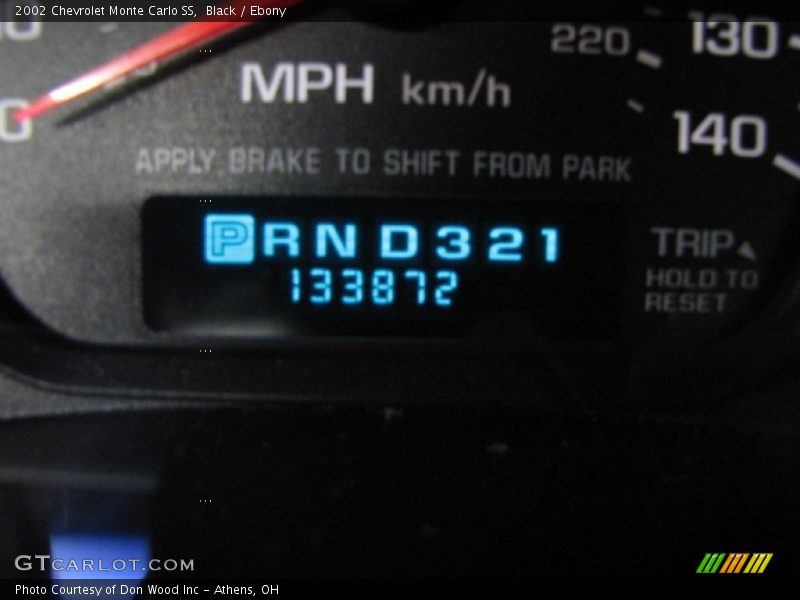 2002 Chevrolet Monte Carlo SS, Black / Ebony
220 130
MPH km/h
0 140
APPLY BRAKE TO SHIFT FROM PARK
PRND321
TRIP▲
133872
HOLD TO
RESET
GTCARLOT.COM
Photo Courtesy of Don Wood Inc - Athens, OH